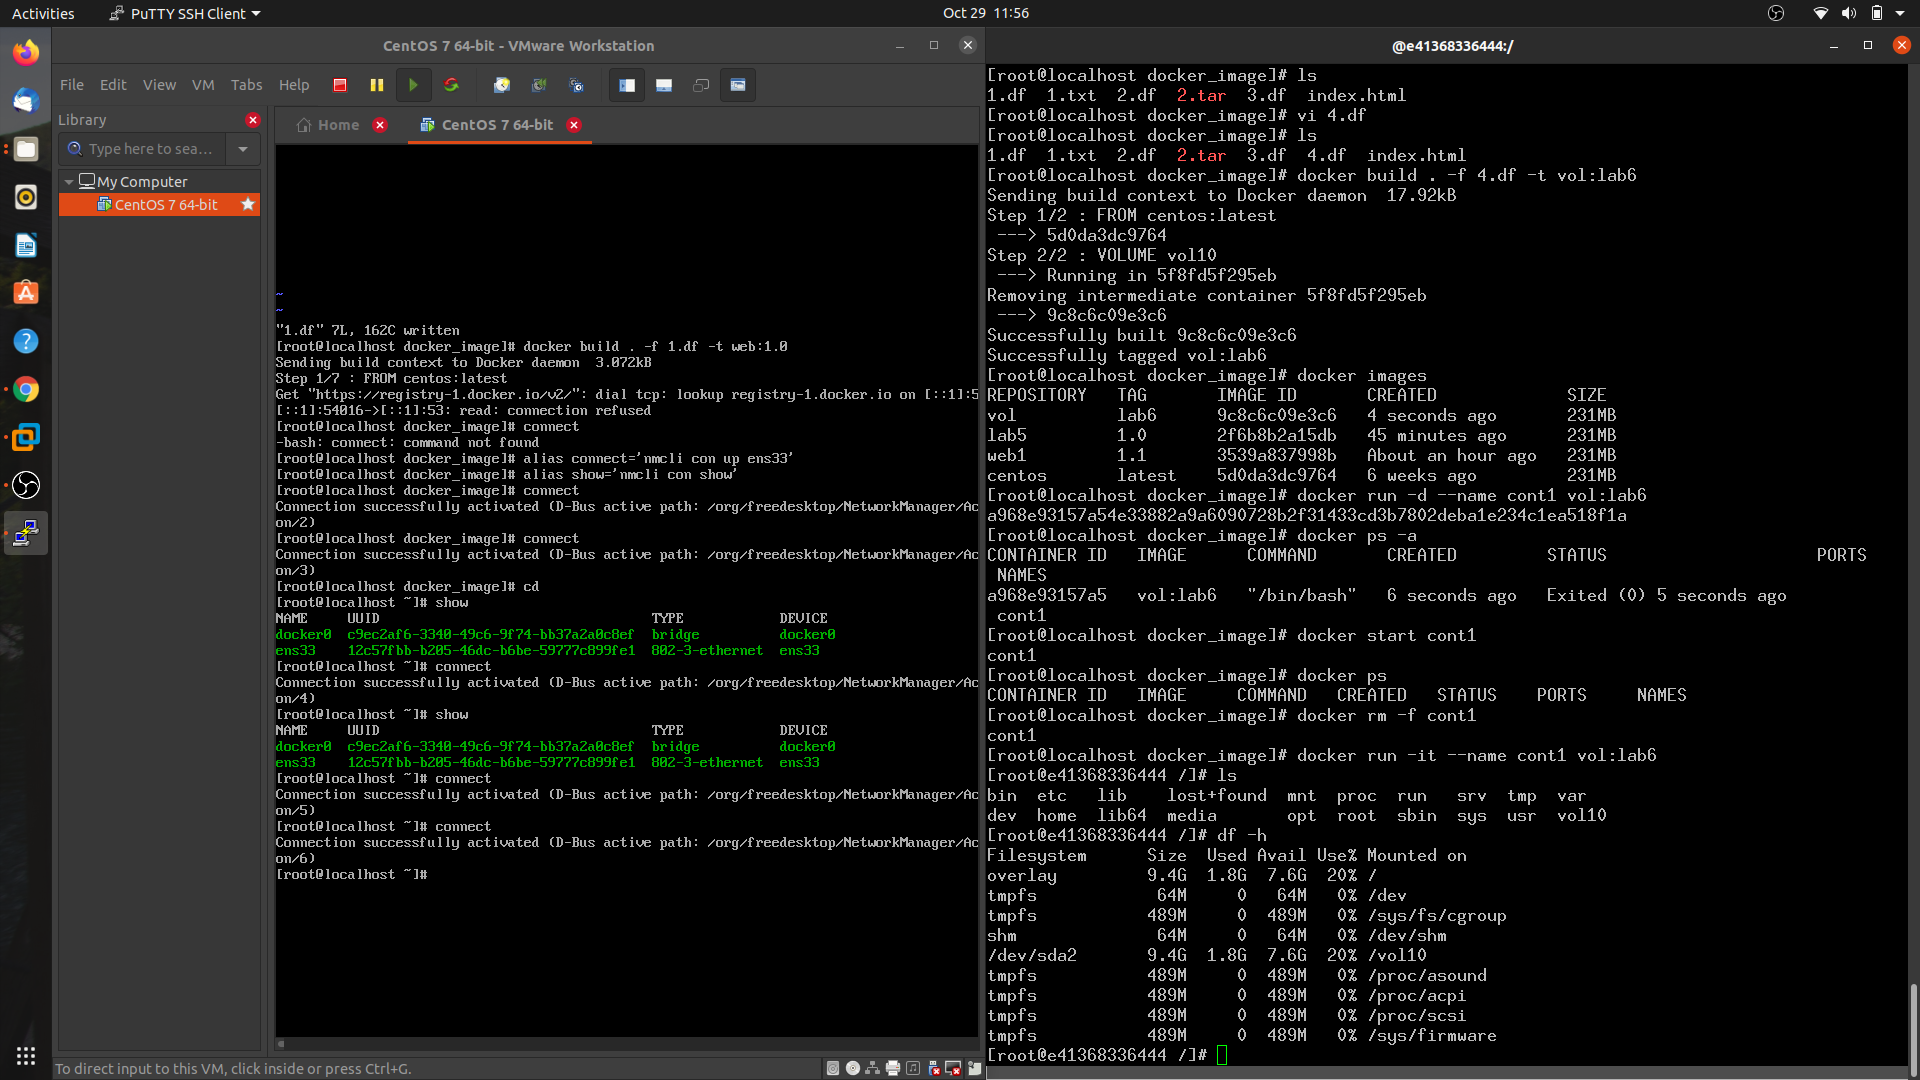 Activities
PuTTY SSH Client
Oct 29  11:56
CentOS 7 64-bit - VMware Workstation
File Edit View VM Tabs Help
Library
Type here to sea...
My Computer
CentOS 7 64-bit
Home
CentOS 7 64-bit
~
~
"1.df" 7L, 162C written
[root@localhost docker_image]# docker build . -f 1.df -t web:1.0
Sending build context to Docker daemon  3.072kB
Step 1/7 : FROM centos:latest
Get "https://registry-1.docker.io/v2/": dial tcp: lookup registry-1.docker.io on [::1]:5
[::1]:54016->[::1]:53: read: connection refused
[root@localhost docker_image]# connect
-bash: connect: command not found
[root@localhost docker_image]# alias connect='nmcli con up ens33'
[root@localhost docker_image]# alias show='nmcli con show'
[root@localhost docker_image]# connect
Connection successfully activated (D-Bus active path: /org/freedesktop/NetworkManager/Ac
on/2)
[root@localhost docker_image]# connect
Connection successfully activated (D-Bus active path: /org/freedesktop/NetworkManager/Ac
on/3)
[root@localhost docker_image]# cd
[root@localhost ~]# show
NAME     UUID                                  TYPE            DEVICE
docker0  c9ec2af6-3340-49c6-9f74-bb37a2a0c8ef  bridge          docker0
ens33    12c57fbb-b205-46dc-b6be-59777c899fe1  802-3-ethernet  ens33
[root@localhost ~]# connect
Connection successfully activated (D-Bus active path: /org/freedesktop/NetworkManager/Ac
on/4)
[root@localhost ~]# show
NAME     UUID                                  TYPE            DEVICE
docker0  c9ec2af6-3340-49c6-9f74-bb37a2a0c8ef  bridge          docker0
ens33    12c57fbb-b205-46dc-b6be-59777c899fe1  802-3-ethernet  ens33
[root@localhost ~]# connect
Connection successfully activated (D-Bus active path: /org/freedesktop/NetworkManager/Ac
on/5)
[root@localhost ~]# connect
Connection successfully activated (D-Bus active path: /org/freedesktop/NetworkManager/Ac
on/6)
[root@localhost ~]#
To direct input to this VM, click inside or press Ctrl+G.
@e41368336444:/
[root@localhost docker_image]# ls
1.df  1.txt  2.df  2.tar  3.df  index.html
[root@localhost docker_image]# vi 4.df
[root@localhost docker_image]# ls
1.df  1.txt  2.df  2.tar  3.df  4.df  index.html
[root@localhost docker_image]# docker build . -f 4.df -t vol:lab6
Sending build context to Docker daemon  17.92kB
Step 1/2 : FROM centos:latest
 ---> 5d0da3dc9764
Step 2/2 : VOLUME vol10
 ---> Running in 5f8fd5f295eb
Removing intermediate container 5f8fd5f295eb
 ---> 9c8c6c09e3c6
Successfully built 9c8c6c09e3c6
Successfully tagged vol:lab6
[root@localhost docker_image]# docker images
REPOSITORY   TAG       IMAGE ID       CREATED             SIZE
vol          lab6      9c8c6c09e3c6   4 seconds ago       231MB
lab5         1.0       2f6b8b2a15db   45 minutes ago      231MB
web1         1.1       3539a837998b   About an hour ago   231MB
centos       latest    5d0da3dc9764   6 weeks ago         231MB
[root@localhost docker_image]# docker run -d --name cont1 vol:lab6
a968e93157a54e33882a9a6090728b2f31433cd3b7802deba1e234c1ea518f1a
[root@localhost docker_image]# docker ps -a
CONTAINER ID   IMAGE      COMMAND       CREATED         STATUS                     PORTS
 NAMES
a968e93157a5   vol:lab6   "/bin/bash"   6 seconds ago   Exited (0) 5 seconds ago
 cont1
[root@localhost docker_image]# docker start cont1
cont1
[root@localhost docker_image]# docker ps
CONTAINER ID   IMAGE     COMMAND   CREATED   STATUS    PORTS     NAMES
[root@localhost docker_image]# docker rm -f cont1
cont1
[root@localhost docker_image]# docker run -it --name cont1 vol:lab6
[root@e41368336444 /]# ls
bin  etc   lib    lost+found  mnt  proc  run   srv  tmp  var
dev  home  lib64  media       opt  root  sbin  sys  usr  vol10
[root@e41368336444 /]# df -h
Filesystem      Size  Used Avail Use% Mounted on
overlay         9.4G  1.8G  7.6G  20% /
tmpfs            64M     0   64M   0% /dev
tmpfs           489M     0  489M   0% /sys/fs/cgroup
shm              64M     0   64M   0% /dev/shm
/dev/sda2       9.4G  1.8G  7.6G  20% /vol10
tmpfs           489M     0  489M   0% /proc/asound
tmpfs           489M     0  489M   0% /proc/acpi
tmpfs           489M     0  489M   0% /proc/scsi
tmpfs           489M     0  489M   0% /sys/firmware
[root@e41368336444 /]#